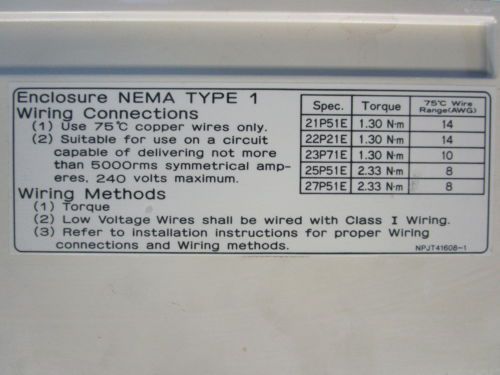 Enclosure NEMA TYPE 1
Wiring Connections
(1) Use 75℃ copper wires only.
(2) Suitable for use on a circuit
capable of delivering not more
than 5000rms symmetrical amp-
eres, 240 volts maximum.
Wiring Methods
(1) Torque
(2) Low Voltage Wires shall be wired with Class I Wiring.
(3) Refer to installation instructions for proper Wiring
connections and Wiring methods.
Spec. Torque 75℃ Wire
Range(AWG)
21P51E 1.30 N·m 14
22P21E 1.30 N·m 14
23P71E 1.30 N·m 10
25P51E 2.33 N·m 8
27P51E 2.33 N·m 8
NPJT41608-1